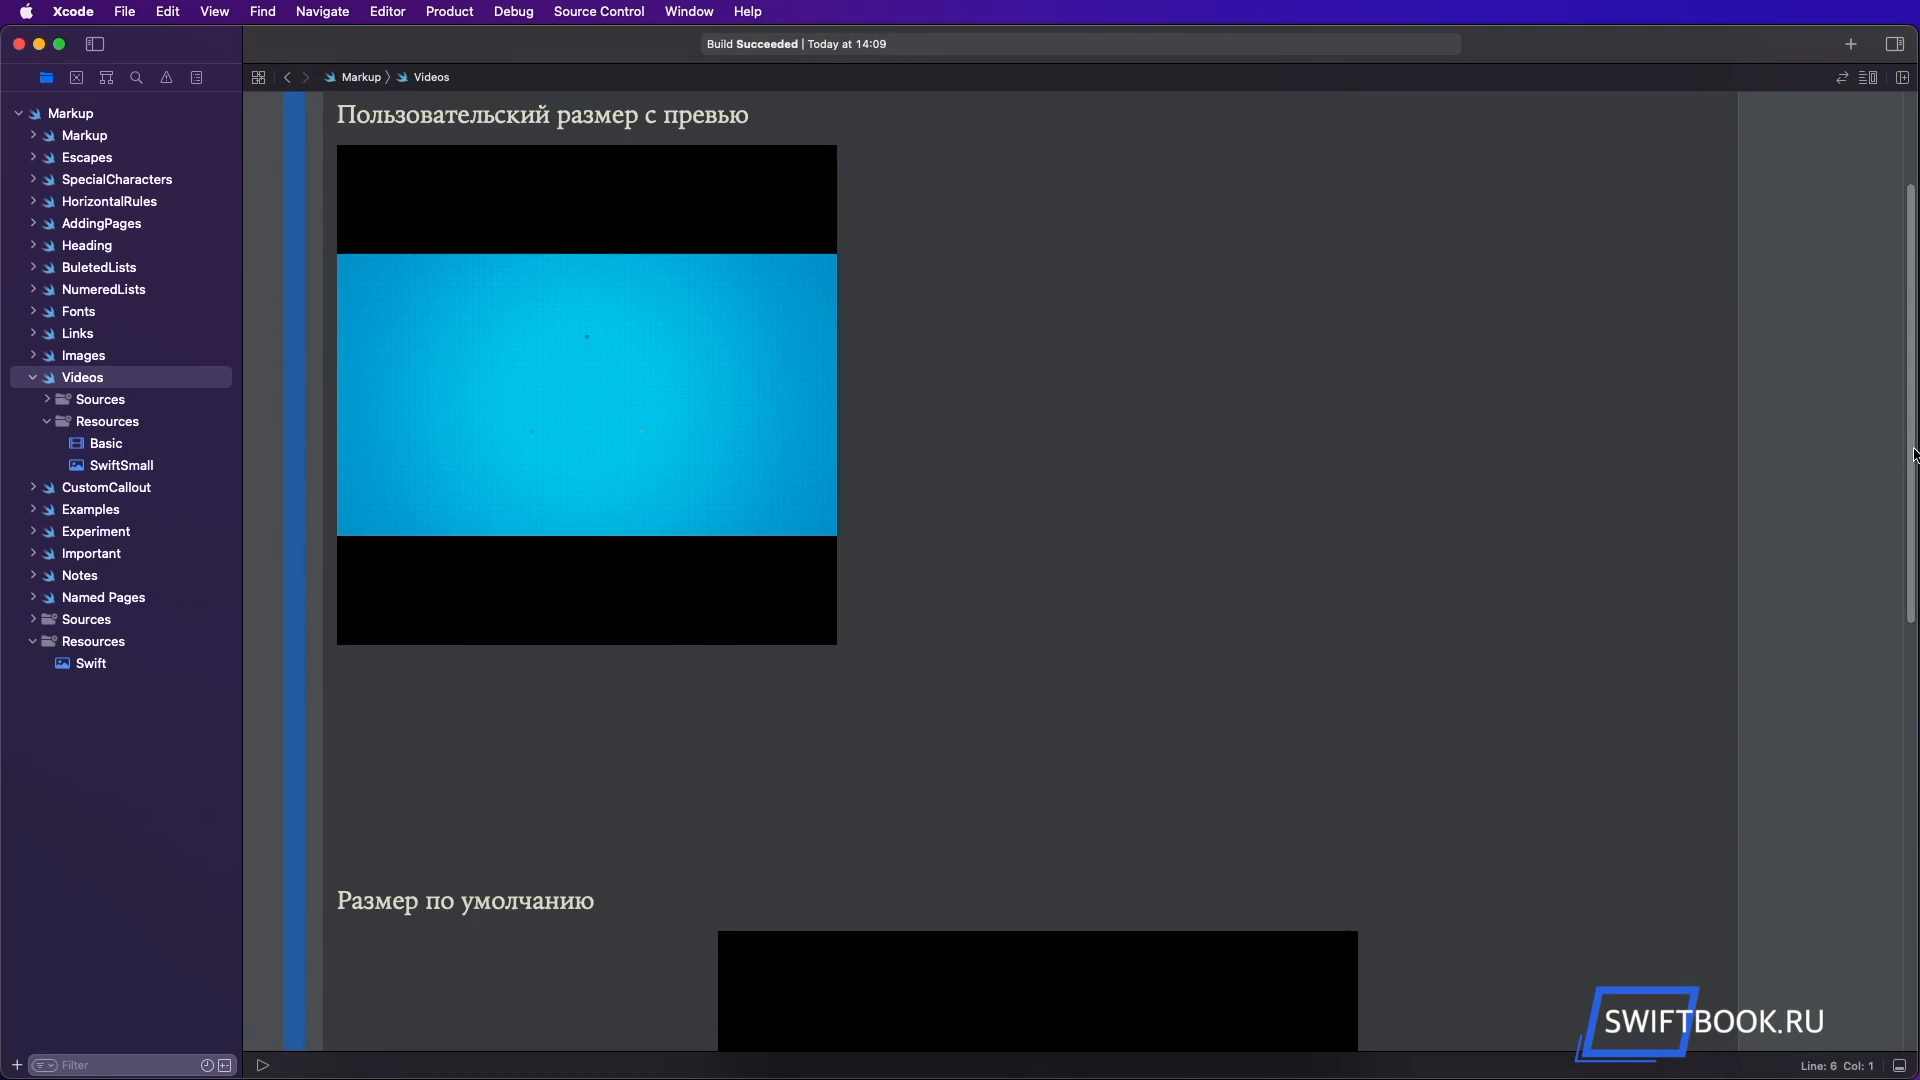 Xcode File Edit View Find Navigate Editor Product Debug Source Control Window Help
Build Succeeded | Today at 14:09
Markup Videos
Markup
Markup
Escapes
SpecialCharacters
HorizontalRules
AddingPages
Heading
BuletedLists
NumeredLists
Fonts
Links
Images
Videos
Sources
Resources
Basic
SwiftSmall
CustomCallout
Examples
Experiment
Important
Notes
Named Pages
Sources
Resources
Swift
Filter
Пользовательский размер с превью
Размер по умолчанию
SWIFTBOOK.RU
Line: 6 Col: 1